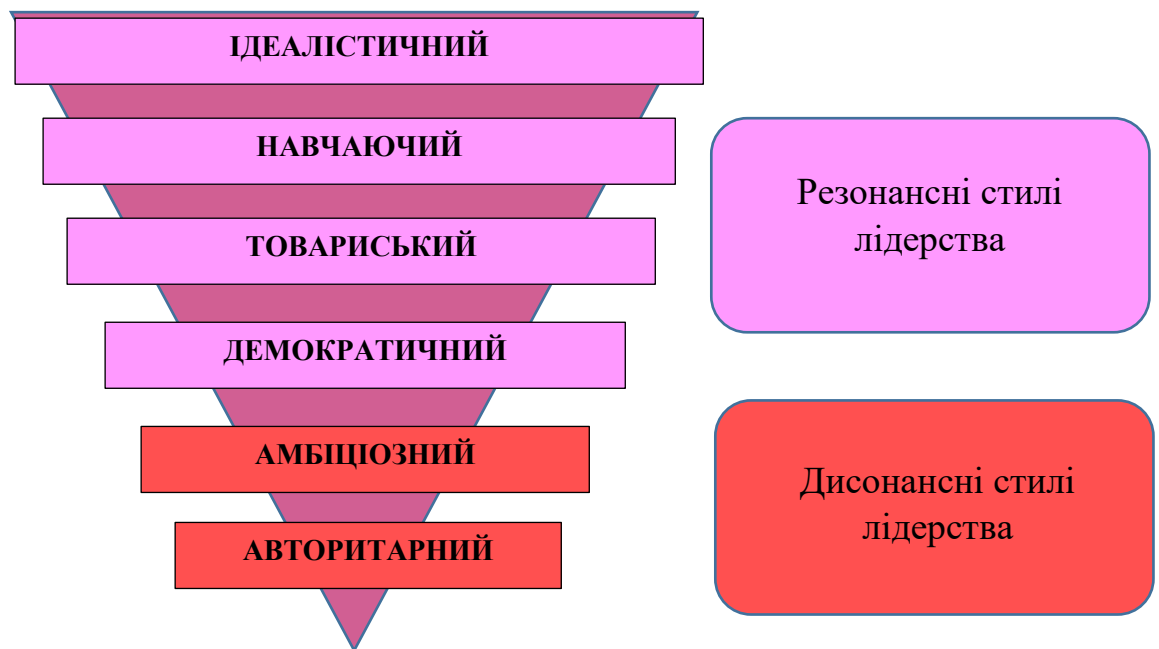 ІДЕАЛІСТИЧНИЙ
НАВЧАЮЧИЙ
ТОВАРИСЬКИЙ
ДЕМОКРАТИЧНИЙ
АМБІЦІОЗНИЙ
АВТОРИТАРНИЙ
Резонансні стилі
лідерства
Дисонансні стилі
лідерства